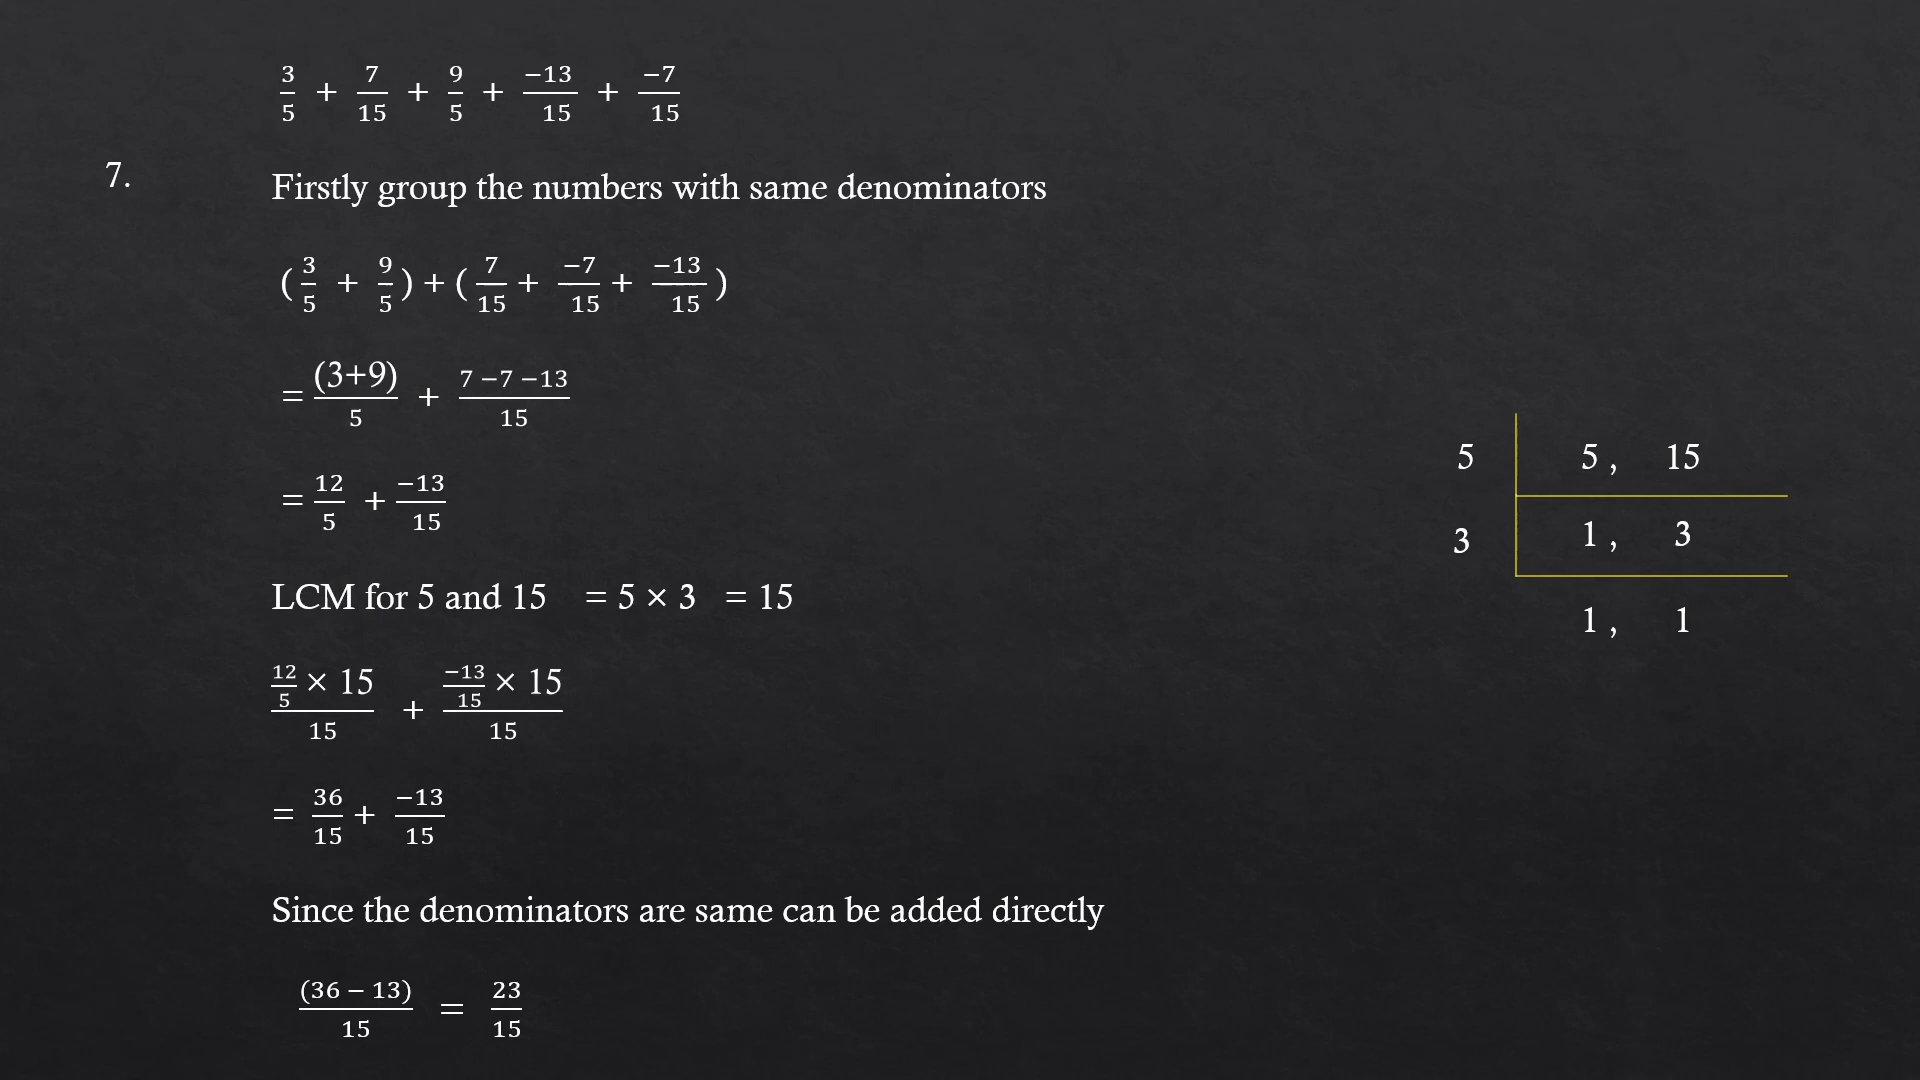 3/5 + 7/15 + 9/5 + −13/15 + −7/15
7.
Firstly group the numbers with same denominators
(3/5 + 9/5) + (7/15 + −7/15 + −13/15)
= (3+9)/5 + 7 −7 −13/15
= 12/5 + −13/15
LCM for 5 and 15 = 5 × 3 = 15
12/5 × 15/15 + −13/15 × 15/15
= 36/15 + −13/15
Since the denominators are same can be added directly
(36 − 13)/15 = 23/15
5 5 , 15
3 1 , 3
1 , 1